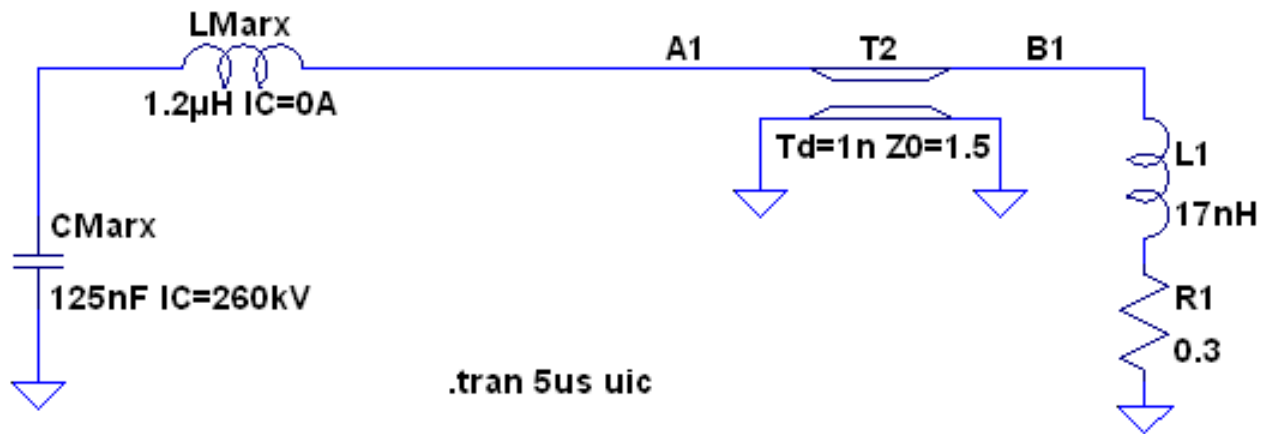 LMarx
1.2µH IC=0A
A1
T2
B1
Td=1n Z0=1.5
L1
17nH
CMarx
125nF IC=260kV
R1
0.3
.tran 5us uic